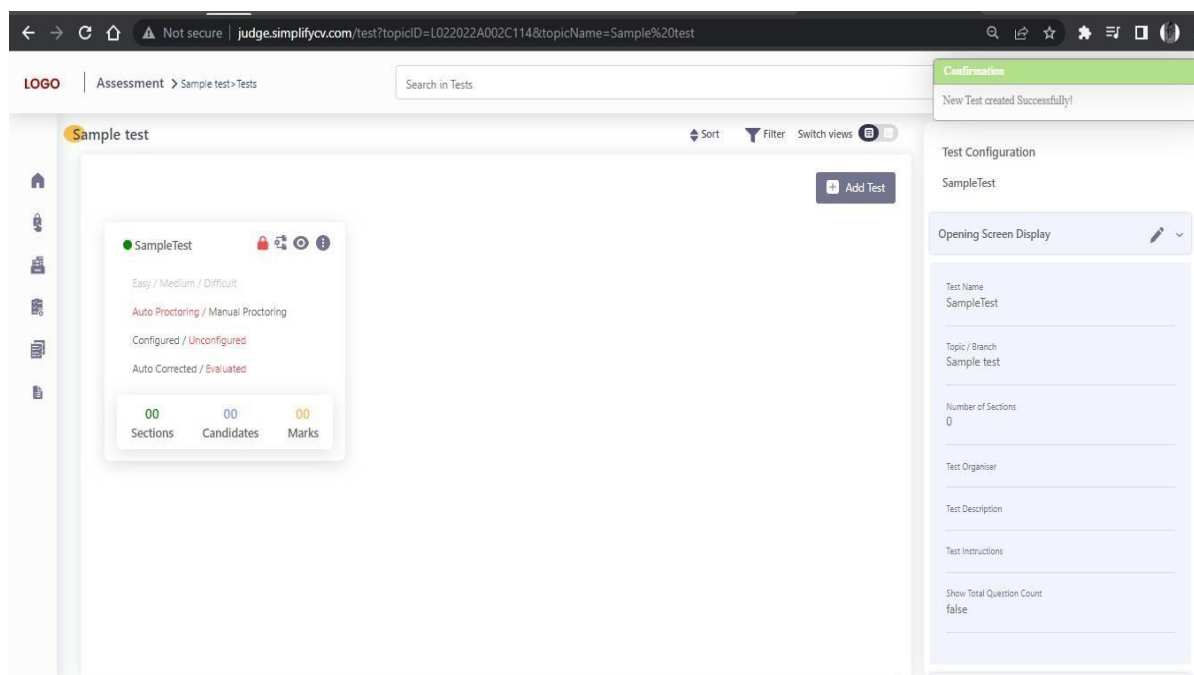 Not secure | judge.simplifycv.com/test?topicID=L022022A002C114&topicName=Sample%20test
LOGO
Assessment > Sample test>Tests
Search in Tests
Confirmation
New Test created Successfully!
Sample test
Sort
Filter
Switch views
Add Test
SampleTest
Easy / Medium / Difficult
Auto Proctoring / Manual Proctoring
Configured / Unconfigured
Auto Corrected / Evaluated
00 00 00
Sections Candidates Marks
Test Configuration
SampleTest
Opening Screen Display
Test Name
SampleTest
Topic / Branch
Sample test
Number of Sections
0
Test Organiser
Test Description
Test Instructions
Show Total Question Count
false